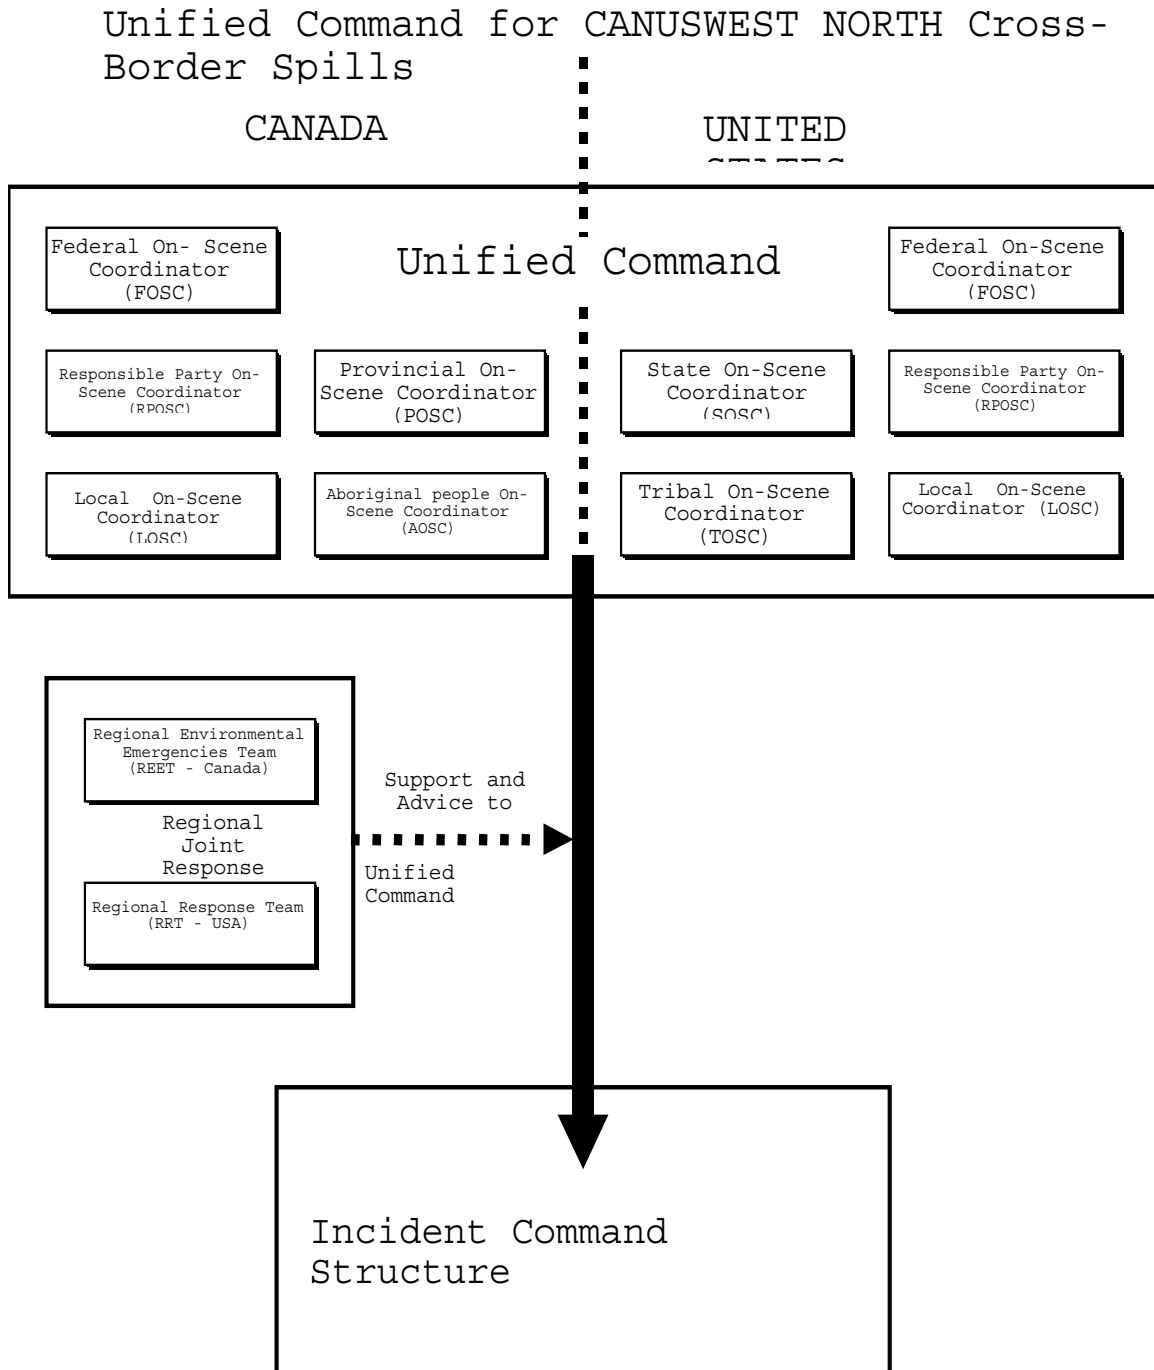 Unified Command for CANUSWEST NORTH Cross-
Border Spills
CANADA
UNITED
STATES
Unified Command
Federal On- Scene
Coordinator
(FOSC)
Federal On-Scene
Coordinator
(FOSC)
Responsible Party On-
Scene Coordinator
(RPOSC)
Provincial On-
Scene Coordinator
(POSC)
State On-Scene
Coordinator
(SOSC)
Responsible Party On-
Scene Coordinator
(RPOSC)
Local On-Scene
Coordinator
(LOSC)
Aboriginal people On-
Scene Coordinator
(AOSC)
Tribal On-Scene
Coordinator
(TOSC)
Local On-Scene
Coordinator (LOSC)
Regional Environmental
Emergencies Team
(REET - Canada)
Regional
Joint
Response
Regional Response Team
(RRT - USA)
Support and
Advice to
Unified
Command
Incident Command
Structure